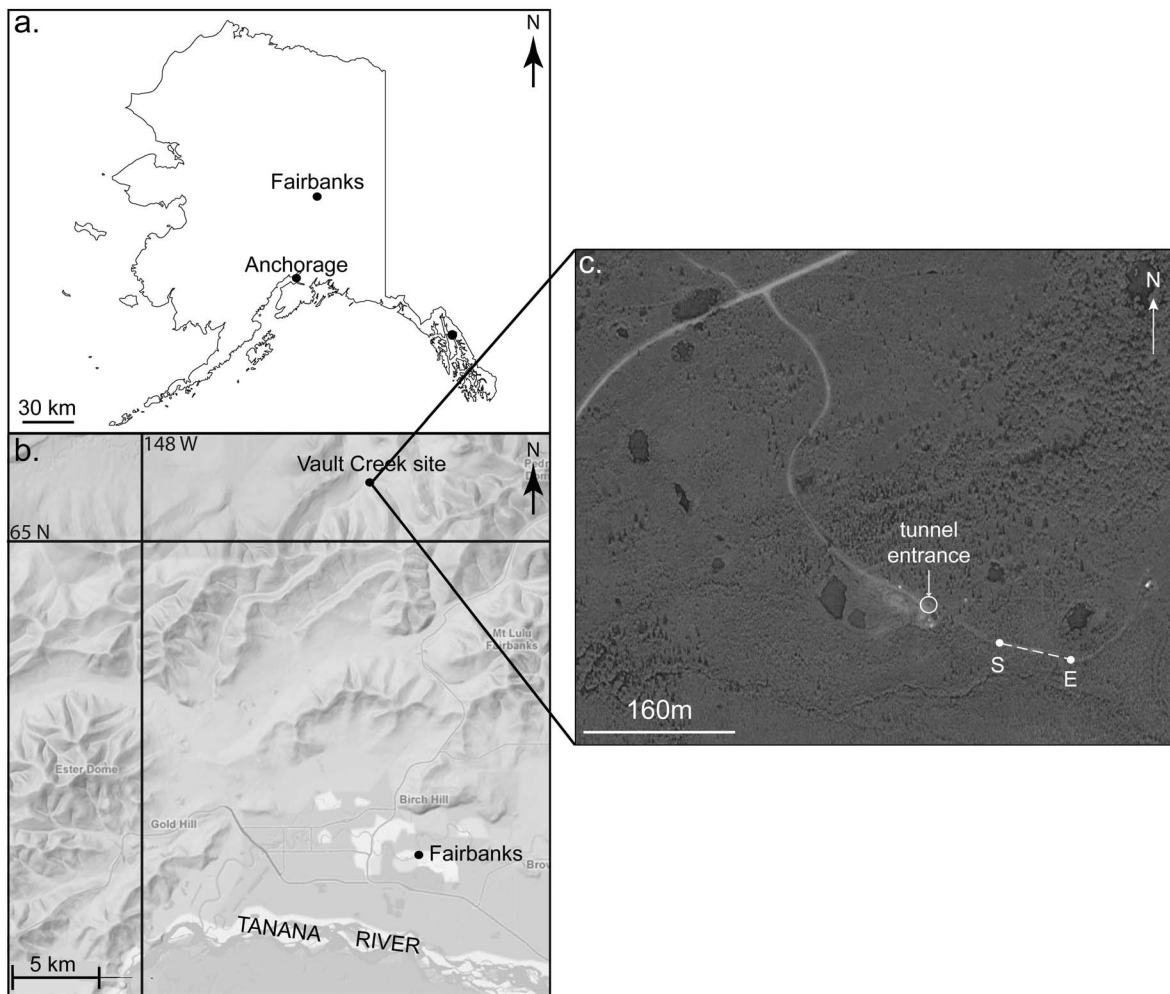 a.
N
Fairbanks
Anchorage
30 km
b.
148 W
Vault Creek site
N
65 N
Mt Lulu
Fairbanks
Ester Dome
Birch Hill
Gold Hill
Fairbanks
TANANA RIVER
5 km
c.
N
tunnel
entrance
S
E
160m